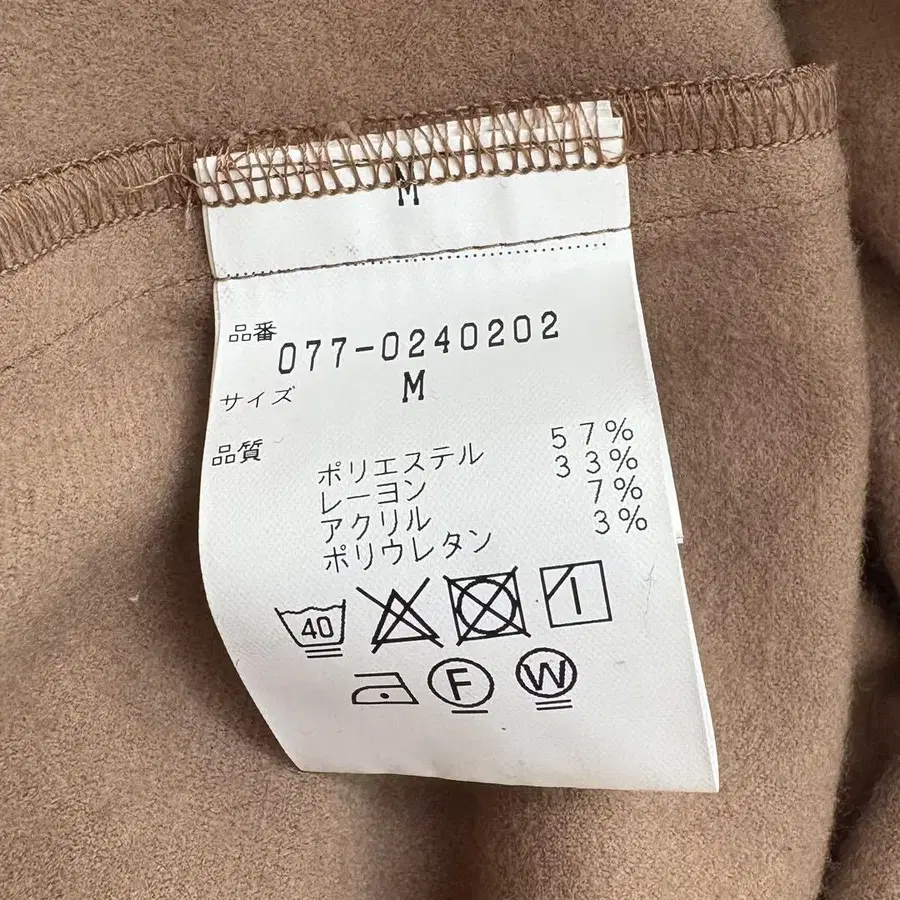 M
品番 077-0240202
サイズ M
品質
ポリエステル 57%
レーヨン 33%
アクリル 7%
ポリウレタン 3%
40
F W